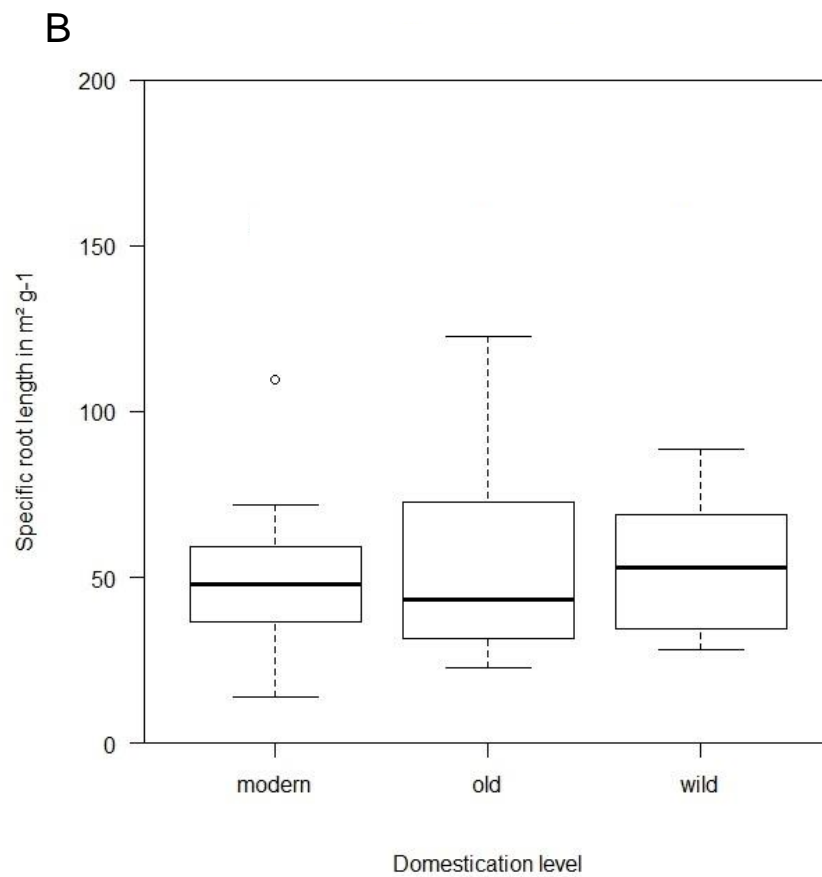 B
200
150
100
50
0
Specific root length in m² g-1
modern old wild
Domestication level